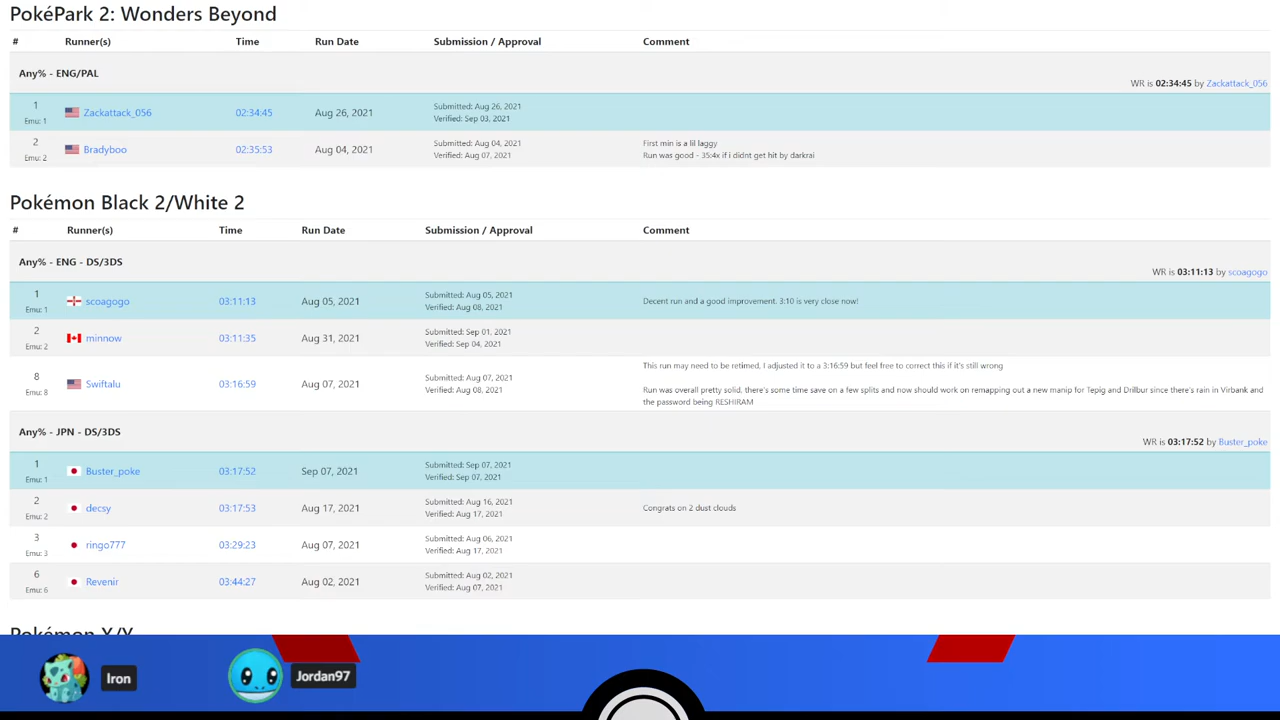 PokéPark 2: Wonders Beyond
# Runner(s) Time Run Date Submission / Approval Comment
Any% - ENG/PAL
WR is 02:34:45 by Zackattack_056
1 Emu: 1 Zackattack_056 02:34:45 Aug 26, 2021 Submitted: Aug 26, 2021
Verified: Sep 03, 2021
2 Emu: 2 Bradyboo 02:35:53 Aug 04, 2021 Submitted: Aug 04, 2021 First min is a lil laggy
Verified: Aug 07, 2021 Run was good - 35:4x if i didnt get hit by darkrai
Pokémon Black 2/White 2
# Runner(s) Time Run Date Submission / Approval Comment
Any% - ENG - DS/3DS
WR is 03:11:13 by scoagogo
1 Emu: 1 scoagogo 03:11:13 Aug 05, 2021 Submitted: Aug 05, 2021 Decent run and a good improvement. 3:10 is very close now!
Verified: Aug 08, 2021
2 Emu: 2 minnow 03:11:35 Aug 31, 2021 Submitted: Sep 01, 2021
Verified: Sep 04, 2021
This run may need to be retimed, I adjusted it to a 3:16:59 but feel free to correct this if it's still wrong
8 Emu: 8 Swiftalu 03:16:59 Aug 07, 2021 Submitted: Aug 07, 2021
Verified: Aug 08, 2021 Run was overall pretty solid, there's some time save on a few splits and now should work on remapping out a new manip for Tepig and Drilbur since there's rain in Virbank and
the password being RESHIRAM
Any% - JPN - DS/3DS
WR is 03:17:52 by Buster_poke
1 Emu: 1 Buster_poke 03:17:52 Sep 07, 2021 Submitted: Sep 07, 2021
Verified: Sep 07, 2021
2 Emu: 2 decsy 03:17:53 Aug 17, 2021 Submitted: Aug 16, 2021 Congrats on 2 dust clouds
Verified: Aug 17, 2021
3 Emu: 3 ringo777 03:29:23 Aug 07, 2021 Submitted: Aug 06, 2021
Verified: Aug 17, 2021
6 Emu: 6 Revenir 03:44:27 Aug 02, 2021 Submitted: Aug 02, 2021
Verified: Aug 07, 2021
Pokémon X/Y
Iron Jordan97